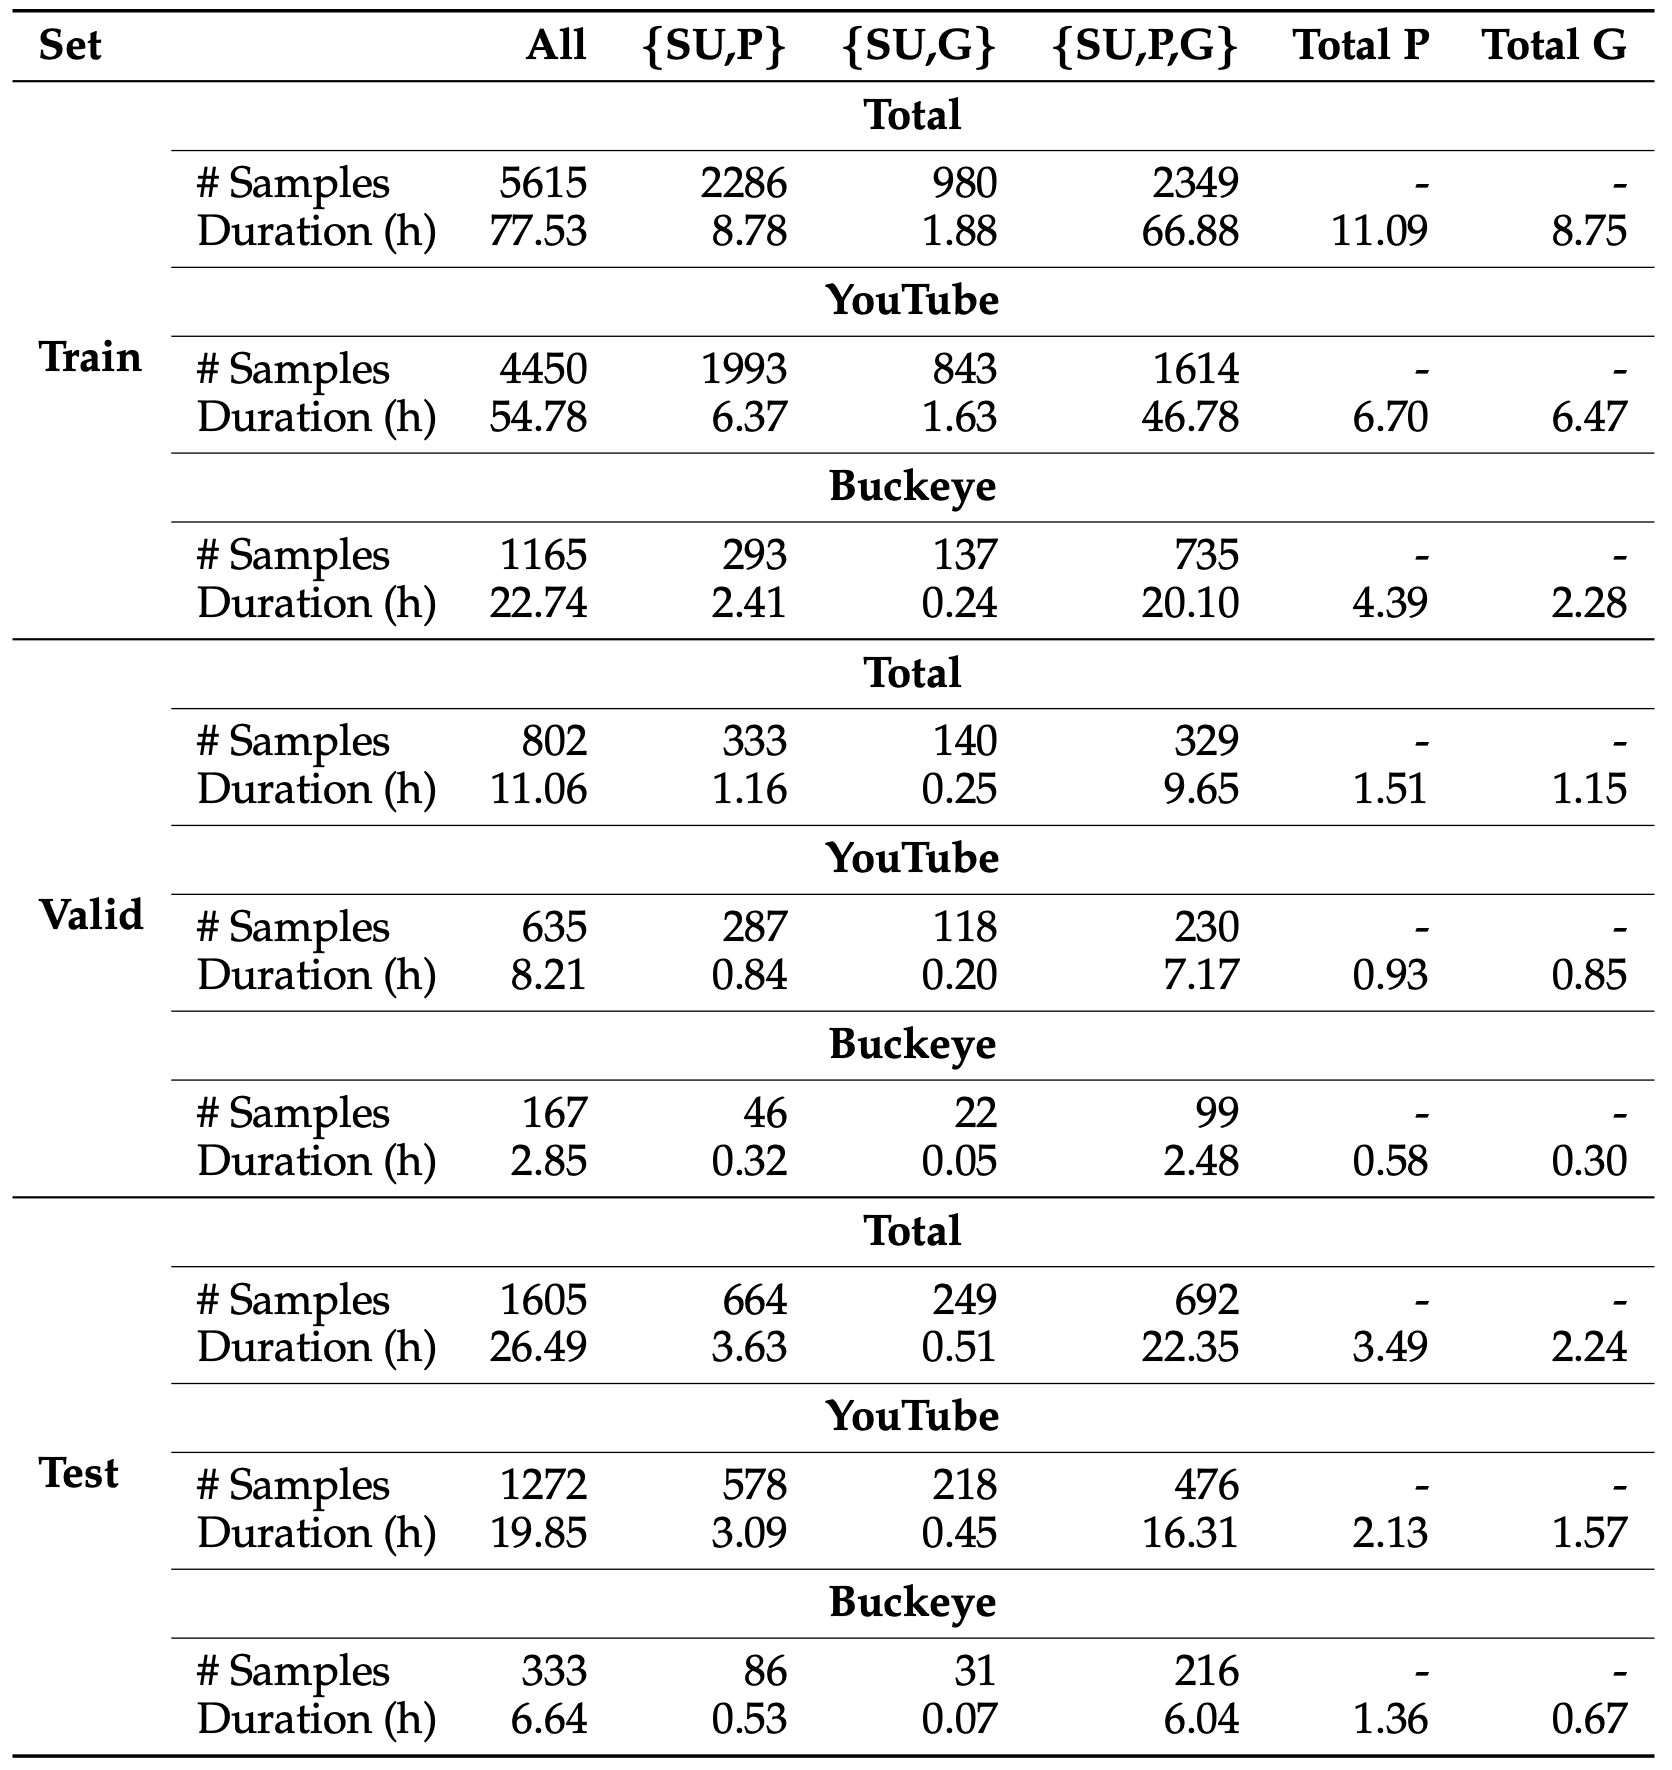 Set All {SU,P} {SU,G} {SU,P,G} Total P Total G
Total
# Samples 5615 2286 980 2349 - -
Duration (h) 77.53 8.78 1.88 66.88 11.09 8.75
YouTube
Train
# Samples 4450 1993 843 1614 - -
Duration (h) 54.78 6.37 1.63 46.78 6.70 6.47
Buckeye
# Samples 1165 293 137 735 - -
Duration (h) 22.74 2.41 0.24 20.10 4.39 2.28
Total
# Samples 802 333 140 329 - -
Duration (h) 11.06 1.16 0.25 9.65 1.51 1.15
YouTube
Valid
# Samples 635 287 118 230 - -
Duration (h) 8.21 0.84 0.20 7.17 0.93 0.85
Buckeye
# Samples 167 46 22 99 - -
Duration (h) 2.85 0.32 0.05 2.48 0.58 0.30
Total
# Samples 1605 664 249 692 - -
Duration (h) 26.49 3.63 0.51 22.35 3.49 2.24
YouTube
Test
# Samples 1272 578 218 476 - -
Duration (h) 19.85 3.09 0.45 16.31 2.13 1.57
Buckeye
# Samples 333 86 31 216 - -
Duration (h) 6.64 0.53 0.07 6.04 1.36 0.67